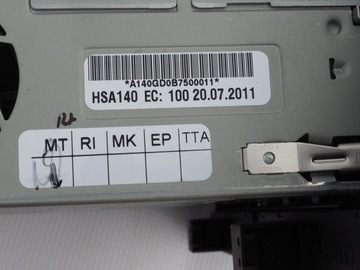 *A140GD0B7500011*
HSA140 EC: 100 20.07.2011
MT RI MK EP TTA